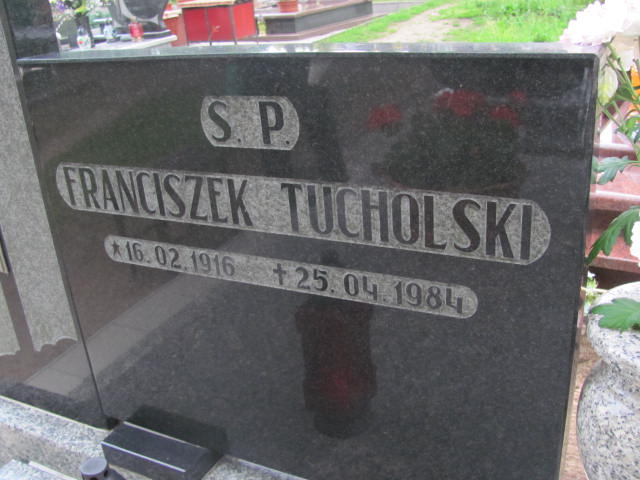 S. P.
FRANCISZEK TUCHOLSKI
*16.02.1916 †25.04.1984